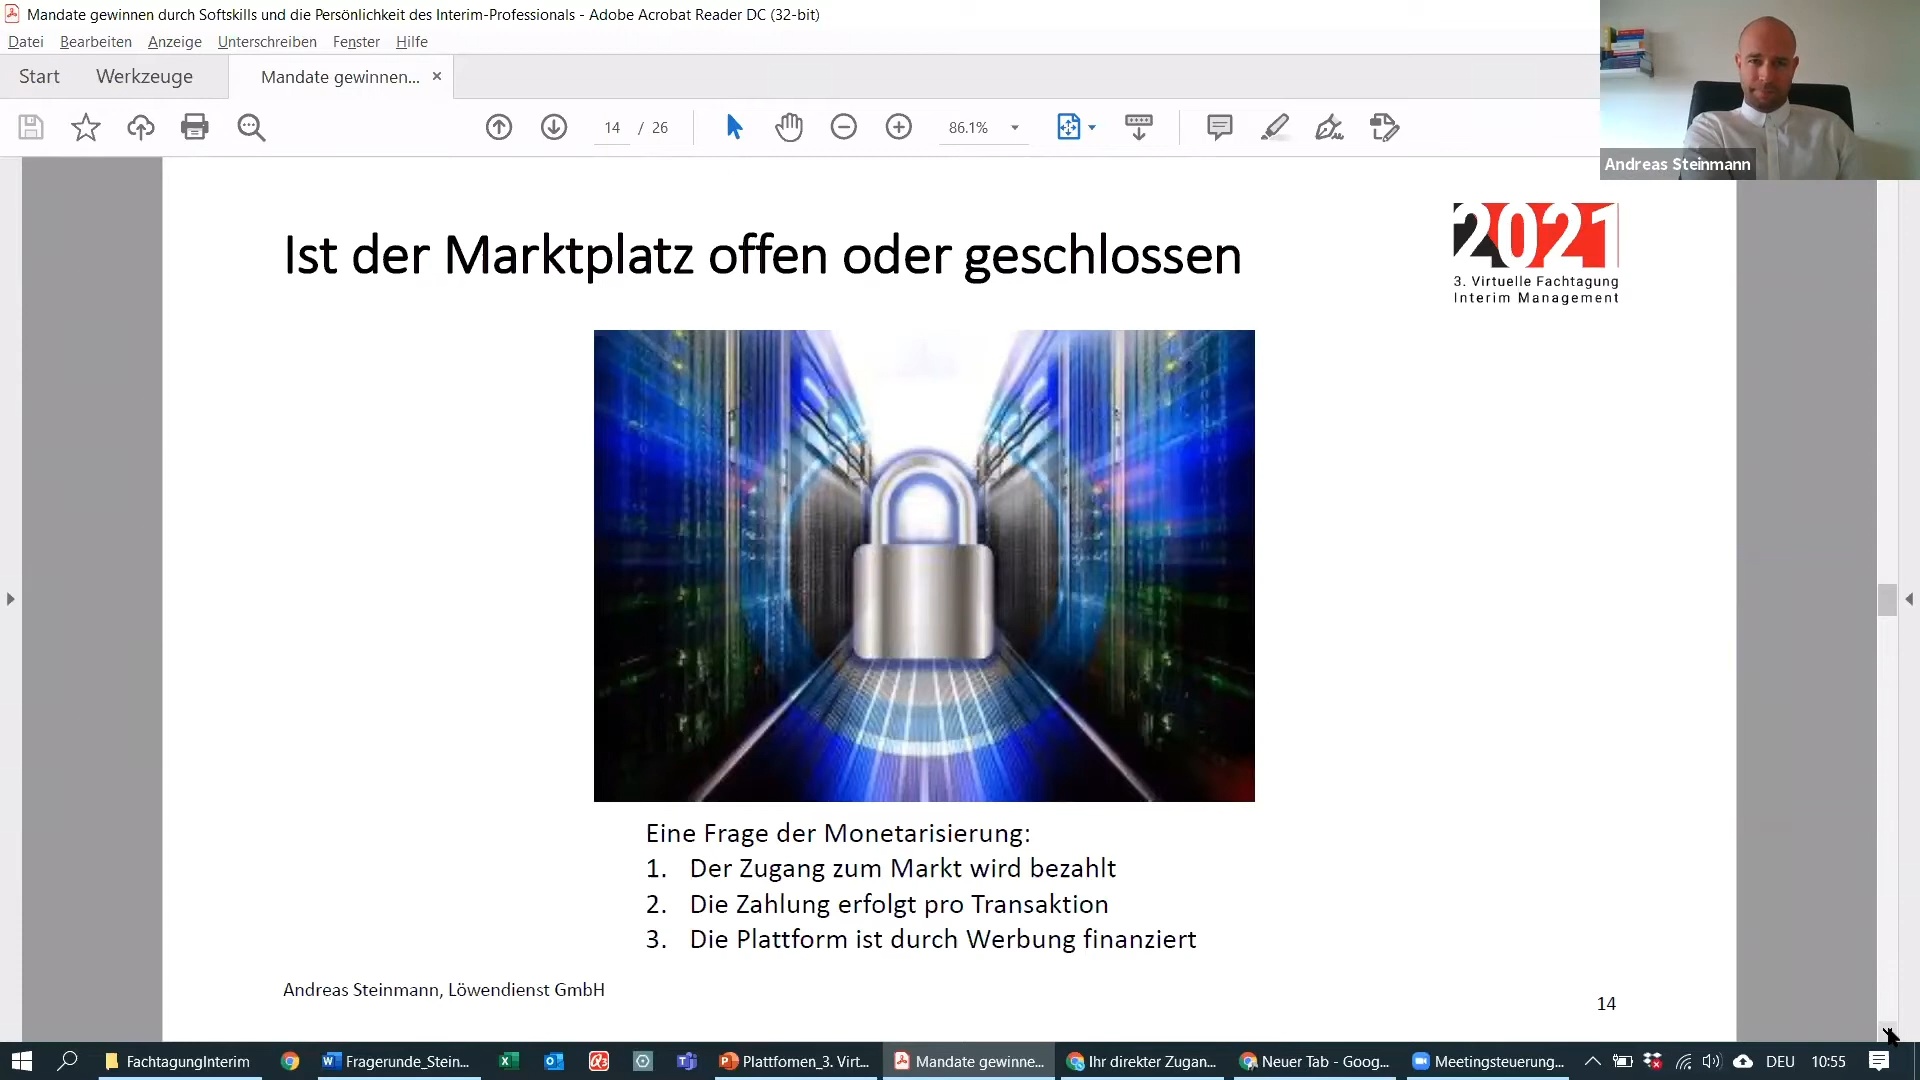 Mandate gewinnen durch Softskills und die Persönlichkeit des Interim-Professionals - Adobe Acrobat Reader DC (32-bit)
Datei Bearbeiten Anzeige Unterschreiben Fenster Hilfe
Start Werkzeuge Mandate gewinnen... ×
14 / 26 86.1%
Andreas Steinmann
Ist der Marktplatz offen oder geschlossen
2021
3. Virtuelle Fachtagung
Interim Management
Eine Frage der Monetarisierung:
1. Der Zugang zum Markt wird bezahlt
2. Die Zahlung erfolgt pro Transaktion
3. Die Plattform ist durch Werbung finanziert
Andreas Steinmann, Löwendienst GmbH
14
FachtagungInterim Fragerunde_Stein... Plattfomen_3. Virt... Mandate gewinne... Ihr direkter Zugan... Neuer Tab - Goog... Meetingsteuerung... DEU 10:55